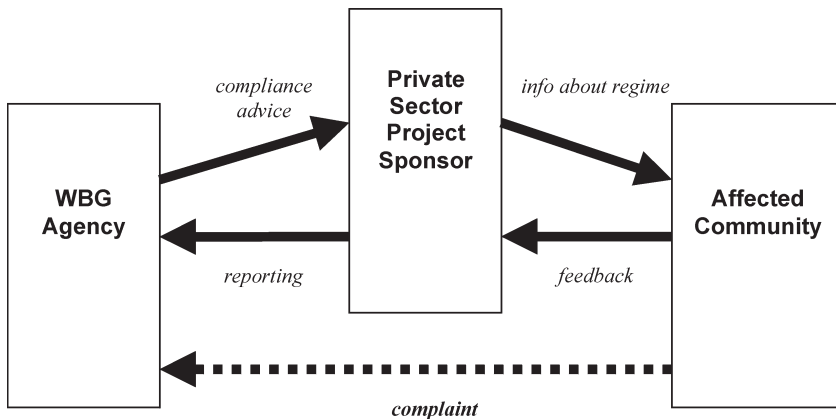 compliance
advice
Private
Sector
Project
Sponsor
info about regime
WBG
Agency
Affected
Community
reporting
feedback
complaint